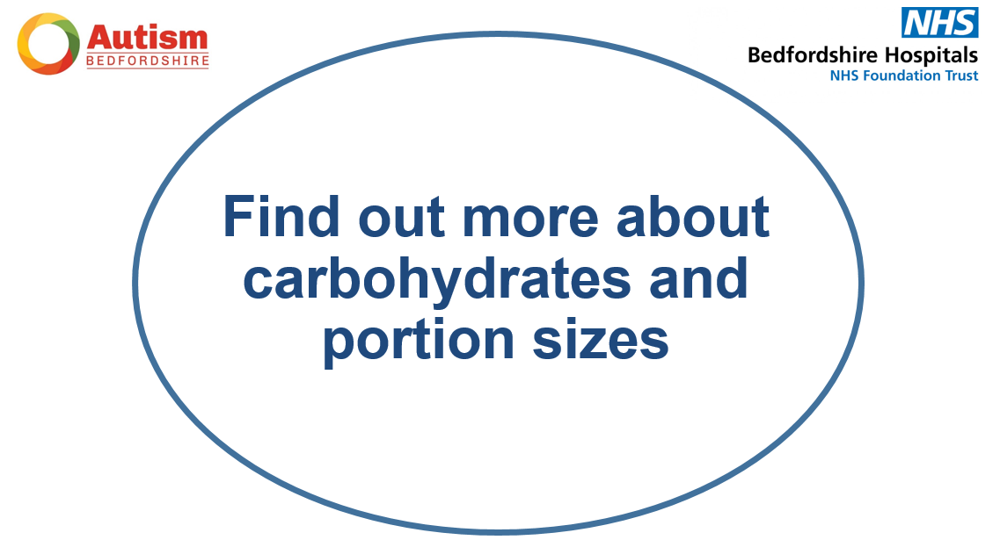 Autism
BEDFORDSHIRE
NHS
Bedfordshire Hospitals
NHS Foundation Trust
Find out more about
carbohydrates and
portion sizes